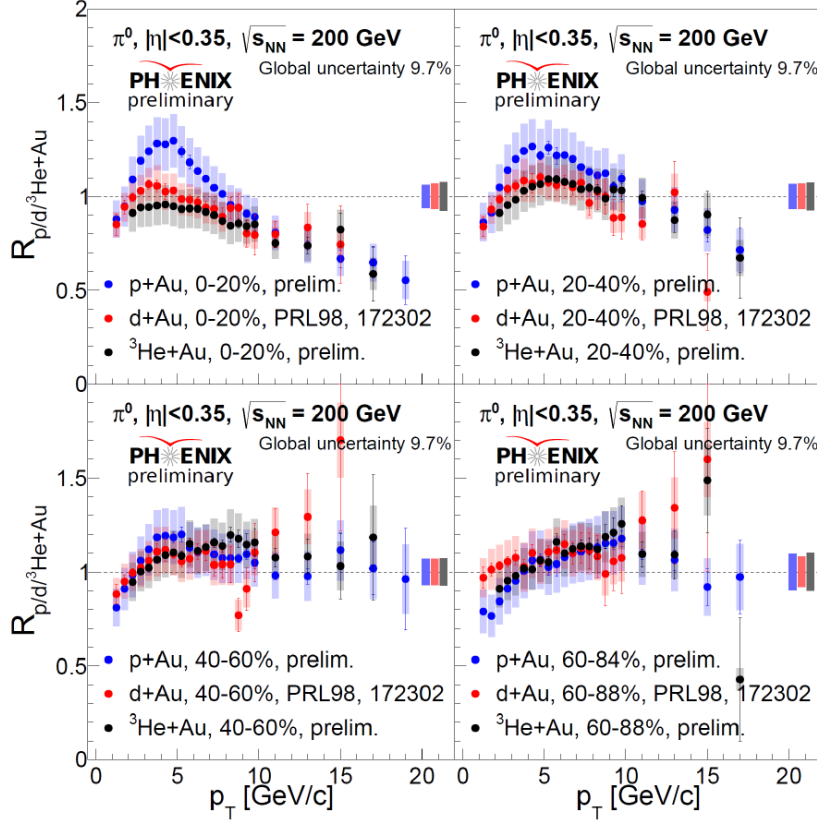 π⁰, |η|<0.35, √s_NN = 200 GeV
Global uncertainty 9.7%
PHENIX
preliminary
p+Au, 0-20%, prelim.
d+Au, 0-20%, PRL98, 172302
³He+Au, 0-20%, prelim.
π⁰, |η|<0.35, √s_NN = 200 GeV
Global uncertainty 9.7%
PHENIX
preliminary
p+Au, 20-40%, prelim.
d+Au, 20-40%, PRL98, 172302
³He+Au, 20-40%, prelim.
R_p/d/³He+Au
2
1.5
1
0.5
π⁰, |η|<0.35, √s_NN = 200 GeV
Global uncertainty 9.7%
PHENIX
preliminary
p+Au, 40-60%, prelim.
d+Au, 40-60%, PRL98, 172302
³He+Au, 40-60%, prelim.
π⁰, |η|<0.35, √s_NN = 200 GeV
Global uncertainty 9.7%
PHENIX
preliminary
p+Au, 60-84%, prelim.
d+Au, 60-88%, PRL98, 172302
³He+Au, 60-88%, prelim.
R_p/d/³He+Au
2
1.5
1
0.5
0
0 5 10 15 20
p_T [GeV/c]
0 5 10 15 20
p_T [GeV/c]